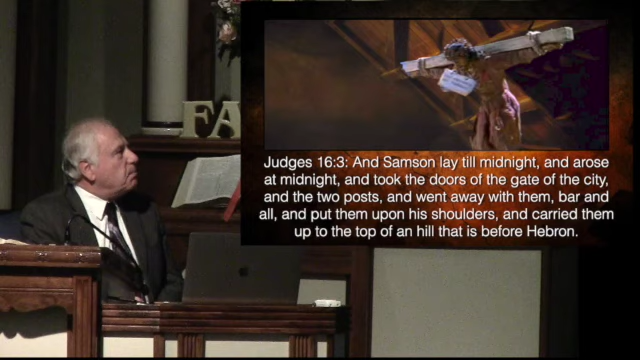 FA
Judges 16:3: And Samson lay till midnight, and arose
at midnight, and took the doors of the gate of the city,
and the two posts, and went away with them, bar and
all, and put them upon his shoulders, and carried them
up to the top of an hill that is before Hebron.